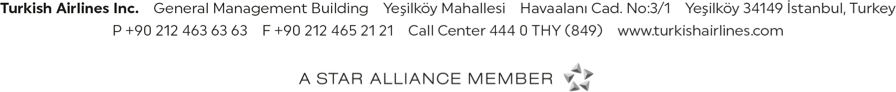 Turkish Airlines Inc. General Management Building Yeşilköy Mahallesi Havaalanı Cad. No:3/1 Yeşilköy 34149 İstanbul, Turkey
P +90 212 463 63 63 F +90 212 465 21 21 Call Center 444 0 THY (849) www.turkishairlines.com
A STAR ALLIANCE MEMBER